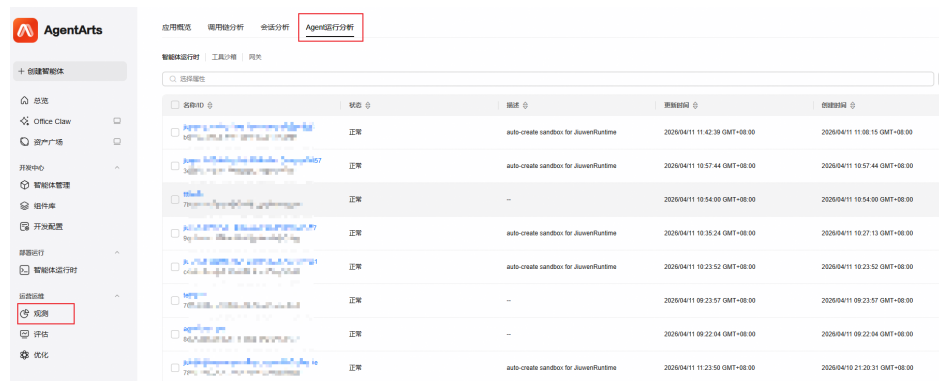 AgentArts
应用概览 调用链分析 会话分析 Agent运行分析
智能体运行时 工具沙箱 网关
+ 创建智能体
选择属性
总览
名称/ID 状态 描述 更新时间 创建时间
Office Claw
正常 auto-create sandbox for JiuwenRuntime 2026/04/11 11:42:39 GMT+08:00 2026/04/11 11:08:15 GMT+08:00
资产广场
正常 auto-create sandbox for JiuwenRuntime 2026/04/11 10:57:44 GMT+08:00 2026/04/11 10:57:44 GMT+08:00
开发中心
智能体管理
正常 -- 2026/04/11 10:54:00 GMT+08:00 2026/04/11 10:54:00 GMT+08:00
组件库
开发配置
正常 auto-create sandbox for JiuwenRuntime 2026/04/11 10:35:24 GMT+08:00 2026/04/11 10:27:13 GMT+08:00
部署运行
智能体运行时
正常 auto-create sandbox for JiuwenRuntime 2026/04/11 10:23:52 GMT+08:00 2026/04/11 10:23:52 GMT+08:00
运营运维
正常 -- 2026/04/11 09:23:57 GMT+08:00 2026/04/11 09:23:57 GMT+08:00
观测
评估
正常 -- 2026/04/11 09:22:04 GMT+08:00 2026/04/11 09:22:04 GMT+08:00
优化
正常 auto-create sandbox for JiuwenRuntime 2026/04/11 11:23:50 GMT+08:00 2026/04/10 21:20:31 GMT+08:00